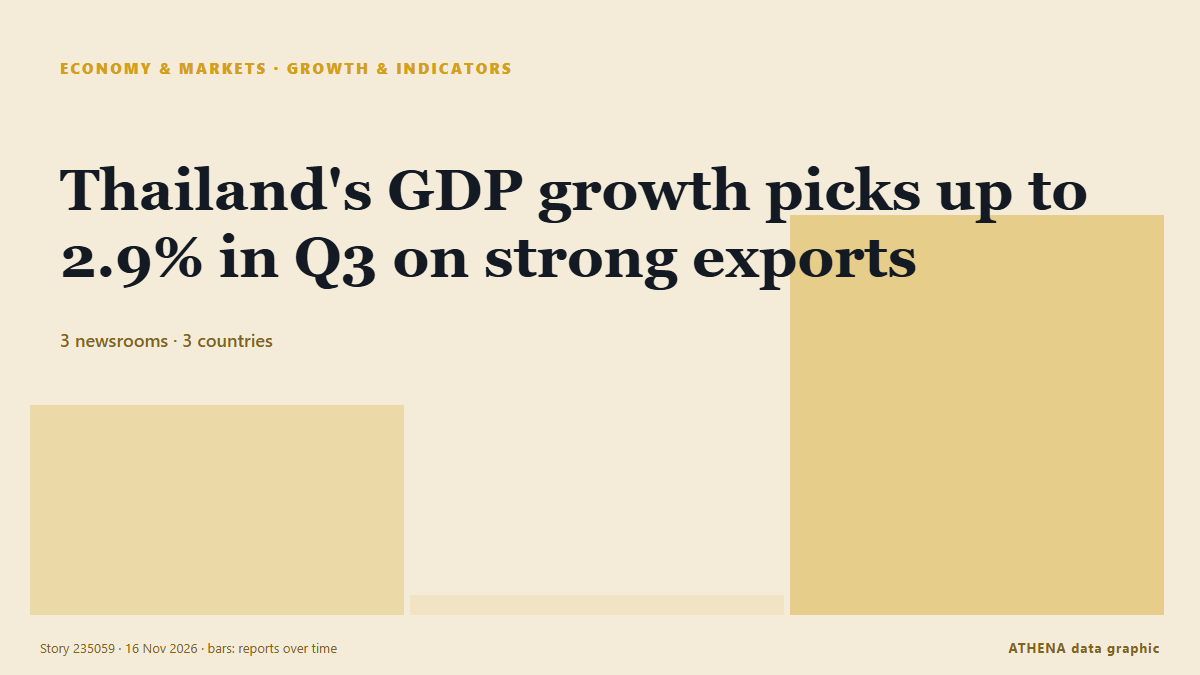 ECONOMY & MARKETS · GROWTH & INDICATORS
Thailand's GDP growth picks up to
2.9% in Q3 on strong exports
3 newsrooms · 3 countries
Story 235059 · 16 Nov 2026 · bars: reports over time
ATHENA data graphic